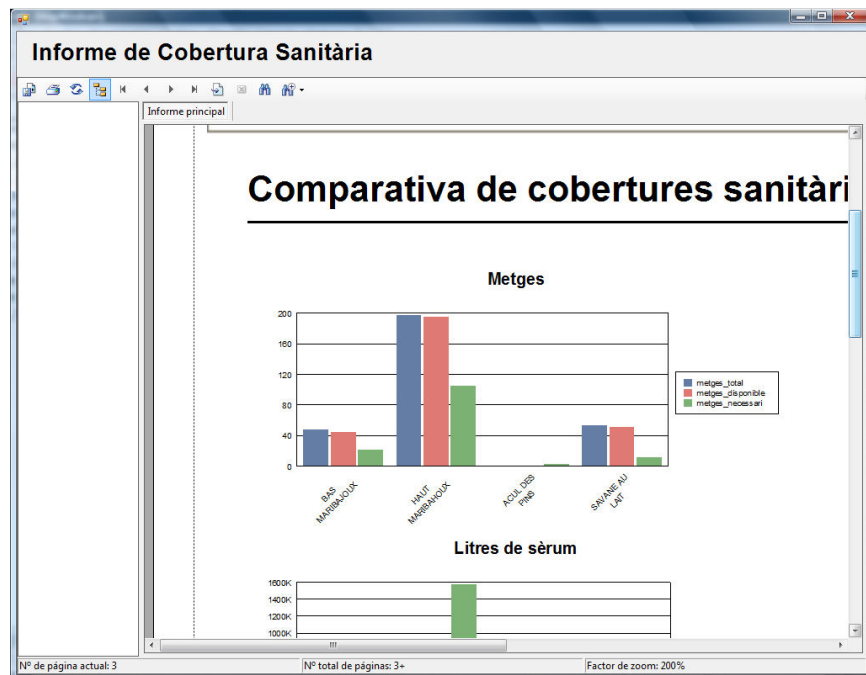 Informe de Cobertura Sanitària
Informe principal
Comparativa de cobertures sanitàri
Metges
200
160
120
80
40
0
metges_total
metges_disponible
metges_necessari
BAS
MARIBAJOUX
HAUT
MARIBAHOUX
ACUL DES
PINS
SAVANE AU
LAIT
Litres de sèrum
1600K
1400K
1200K
1000K
Nº de página actual: 3
Nº total de páginas: 3+
Factor de zoom: 200%